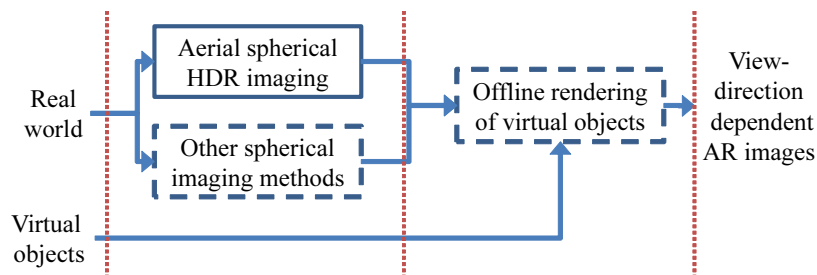 Real
world
Virtual
objects
Aerial spherical
HDR imaging
Other spherical
imaging methods
Offline rendering
of virtual objects
View-
direction
dependent
AR images